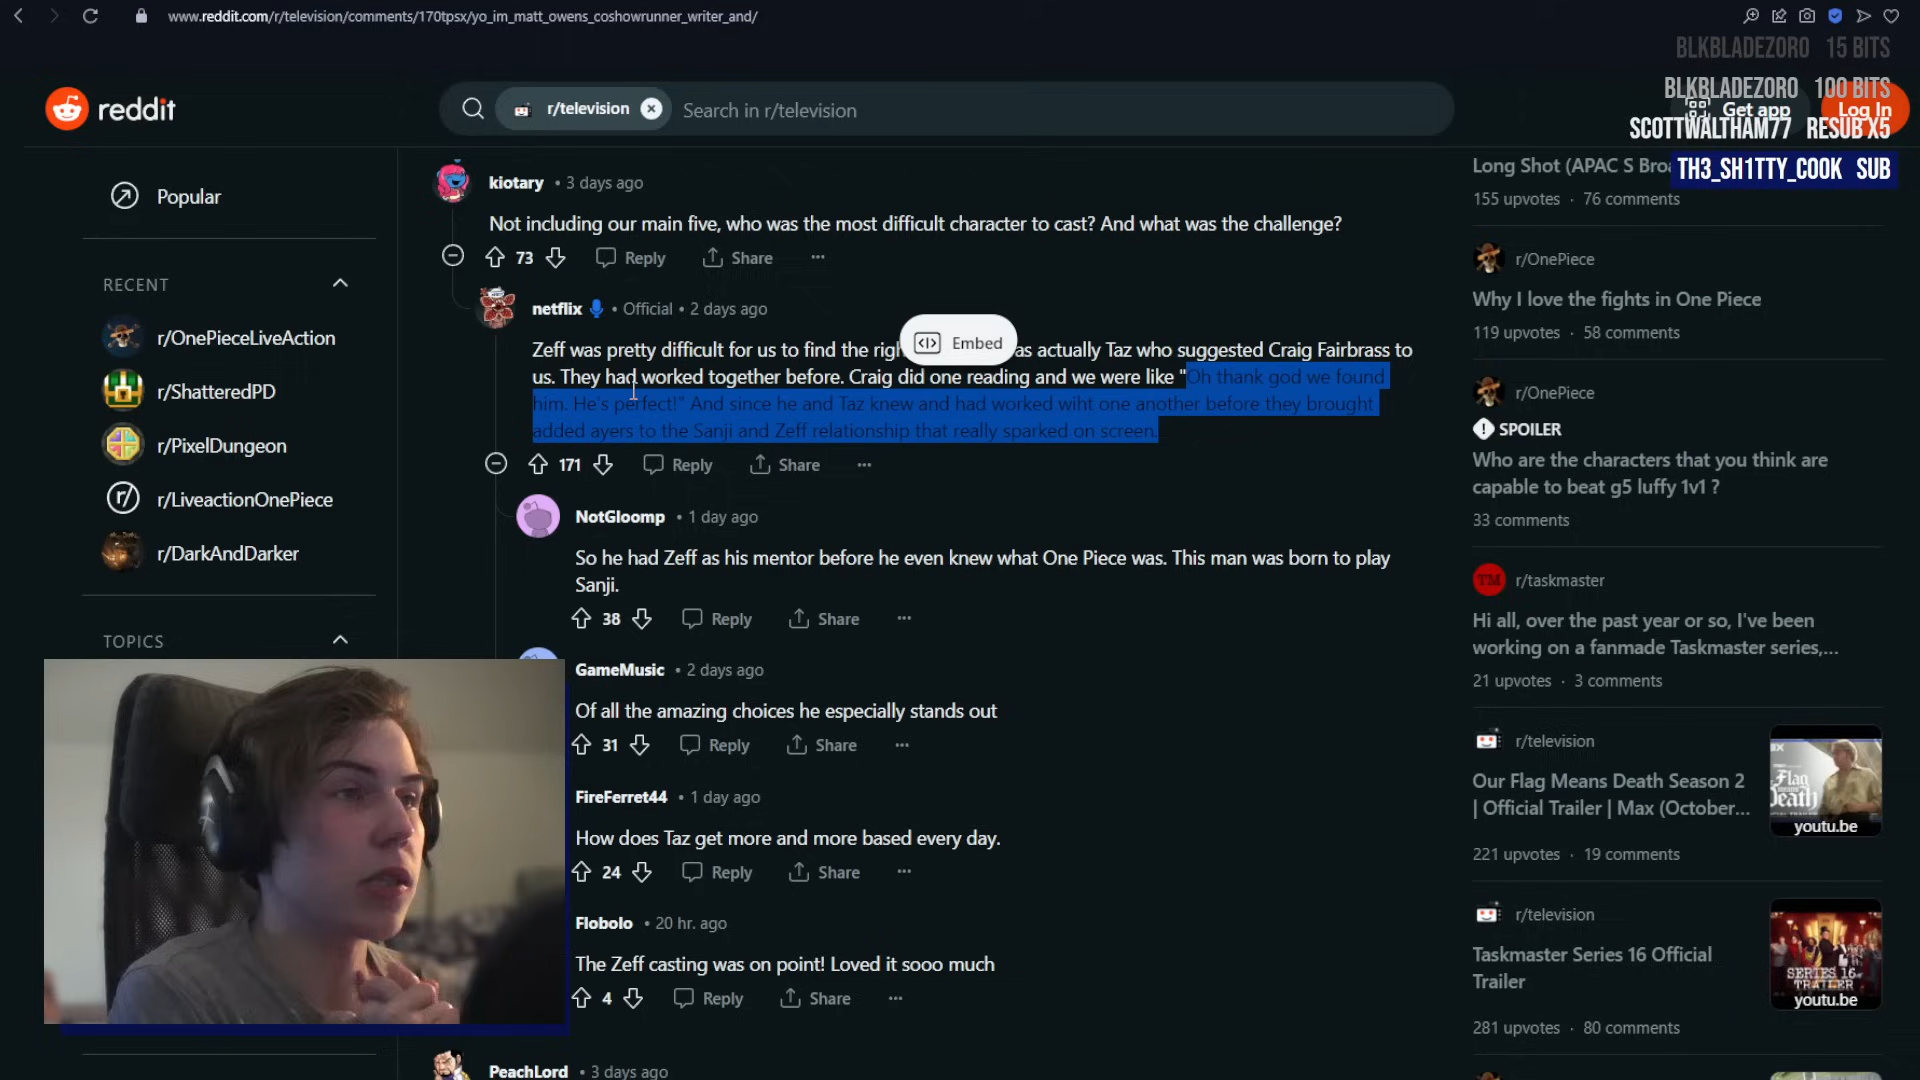 www.reddit.com/r/television/comments/170tpsx/yo_im_matt_owens_coshowrunner_writer_and/
BLKBLADEZORO 15 BITS
BLKBLADEZORO 100 BITS
reddit
r/television
Search in r/television
Get app
Log In
SCOTTWALTHAM77 RESUB X5
TH3_SH1TTY_COOK SUB
Popular
RECENT
r/OnePieceLiveAction
r/ShatteredPD
r/PixelDungeon
r/LiveactionOnePiece
r/DarkAndDarker
TOPICS
kiotary • 3 days ago
Not including our main five, who was the most difficult character to cast? And what was the challenge?
73 Reply Share
netflix • Official • 2 days ago
Embed
Zeff was pretty difficult for us to find the as actually Taz who suggested Craig Fairbrass to
us. They had worked together before. Craig did one reading and we were like "Oh thank god we found
him. He's perfect!" And since he and Taz knew and had worked wiht one another before they brought
added ayers to the Sanji and Zeff relationship that really sparked on screen.
171 Reply Share
NotGloomp • 1 day ago
So he had Zeff as his mentor before he even knew what One Piece was. This man was born to play
Sanji.
38 Reply Share
GameMusic • 2 days ago
Of all the amazing choices he especially stands out
31 Reply Share
FireFerret44 • 1 day ago
How does Taz get more and more based every day.
24 Reply Share
Flobolo • 20 hr. ago
The Zeff casting was on point! Loved it sooo much
4 Reply Share
PeachLord • 3 days ago
Long Shot (APAC S
155 upvotes · 76 comments
r/OnePiece
Why I love the fights in One Piece
119 upvotes · 58 comments
r/OnePiece
SPOILER
Who are the characters that you think are
capable to beat g5 luffy 1v1 ?
33 comments
TM r/taskmaster
Hi all, over the past year or so, I've been
working on a fanmade Taskmaster series,...
21 upvotes · 3 comments
r/television
Our Flag Means Death Season 2
| Official Trailer | Max (October...
221 upvotes · 19 comments
youtu.be
r/television
Taskmaster Series 16 Official
Trailer
281 upvotes · 80 comments
SERIES 16
TRAILER
youtu.be